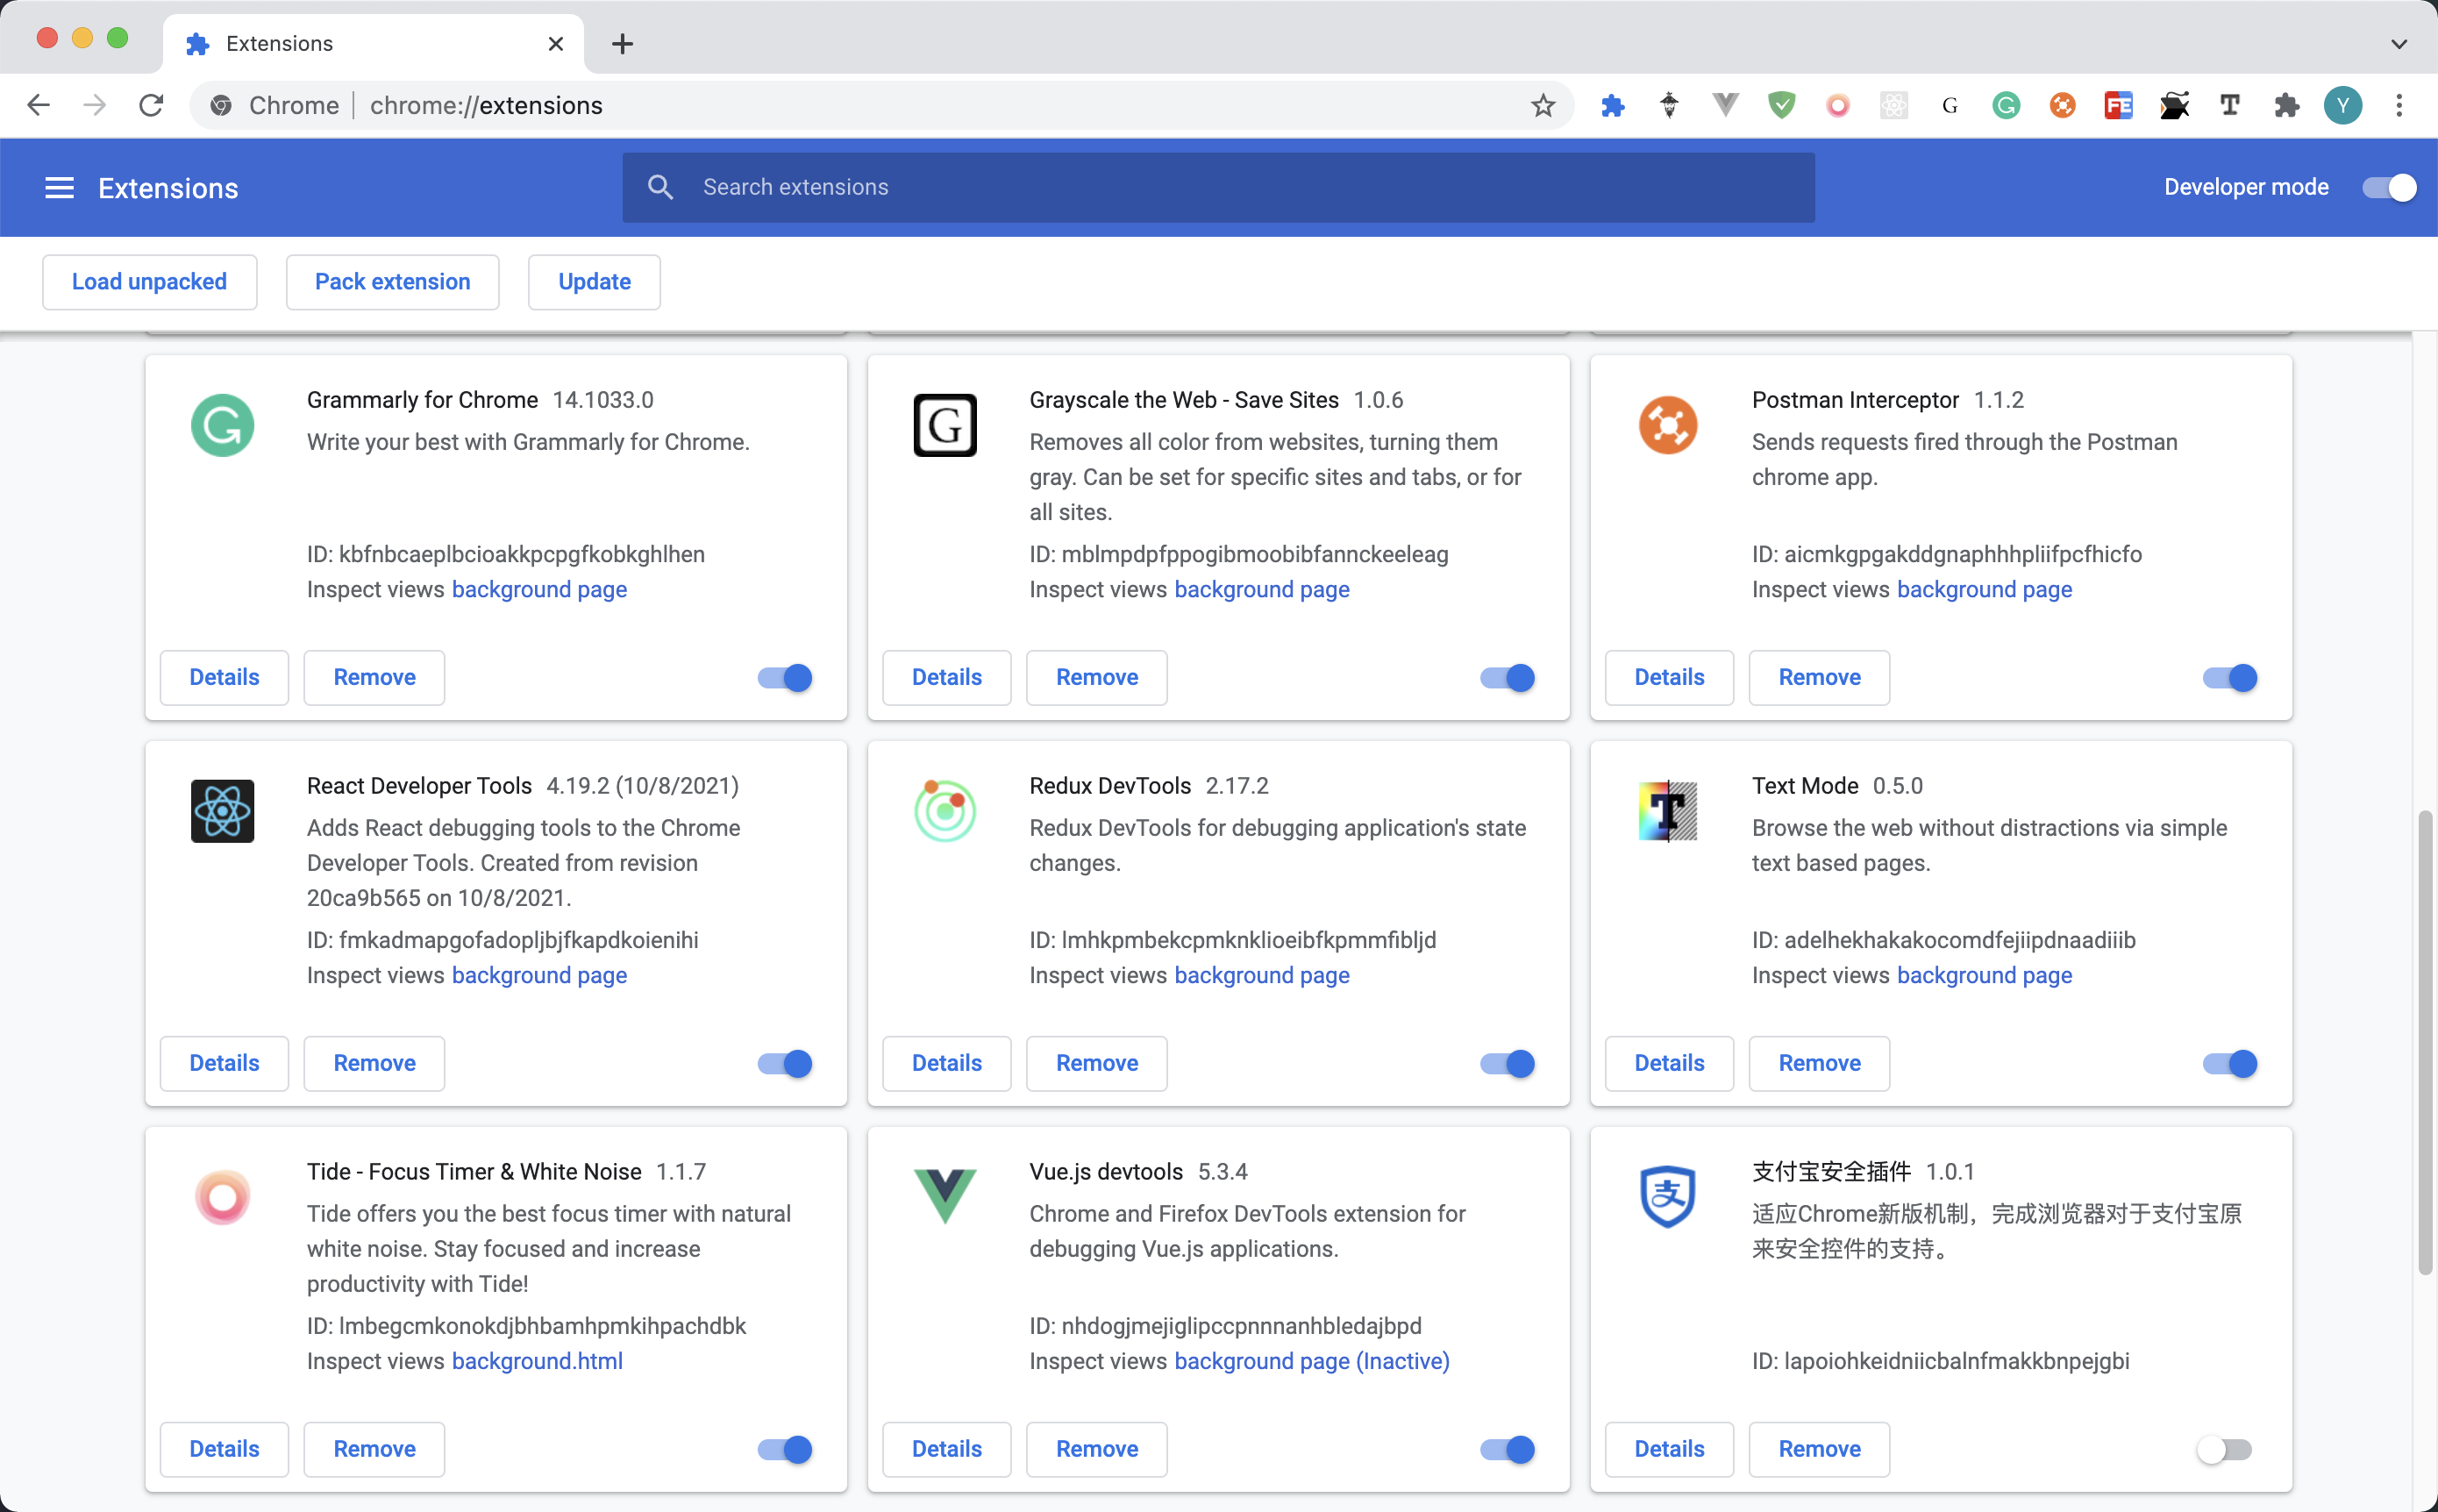 Extensions
Chrome | chrome://extensions
G
FE
T
Y
Extensions
Search extensions
Developer mode
Load unpacked
Pack extension
Update
G
Grammarly for Chrome 14.1033.0
Write your best with Grammarly for Chrome.
ID: kbfnbcaeplbcioakkpcpgfkobkghlhen
Inspect views background page
Details
Remove
G
Grayscale the Web - Save Sites 1.0.6
Removes all color from websites, turning them
gray. Can be set for specific sites and tabs, or for
all sites.
ID: mblmpdpfppogibmoobibfannckeeleag
Inspect views background page
Details
Remove
Postman Interceptor 1.1.2
Sends requests fired through the Postman
chrome app.
ID: aicmkgpgakddgnaphhhpliifpcfhicfo
Inspect views background page
Details
Remove
React Developer Tools 4.19.2 (10/8/2021)
Adds React debugging tools to the Chrome
Developer Tools. Created from revision
20ca9b565 on 10/8/2021.
ID: fmkadmapgofadopljbjfkapdkoienihi
Inspect views background page
Details
Remove
Redux DevTools 2.17.2
Redux DevTools for debugging application's state
changes.
ID: lmhkpmbekcpmknklioeibfkpmmfibljd
Inspect views background page
Details
Remove
T
Text Mode 0.5.0
Browse the web without distractions via simple
text based pages.
ID: adelhekhakakocomdfejiipdnaadiiib
Inspect views background page
Details
Remove
Tide - Focus Timer & White Noise 1.1.7
Tide offers you the best focus timer with natural
white noise. Stay focused and increase
productivity with Tide!
ID: lmbegcmkonokdjbhbamhpmkihpachdbk
Inspect views background.html
Details
Remove
Vue.js devtools 5.3.4
Chrome and Firefox DevTools extension for
debugging Vue.js applications.
ID: nhdogjmejiglipccpnnnanhbledajbpd
Inspect views background page (Inactive)
Details
Remove
支
支付宝安全插件 1.0.1
适应Chrome新版机制，完成浏览器对于支付宝原
来安全控件的支持。
ID: lapoiohkeidniicbalnfmakkbnpejgbi
Details
Remove